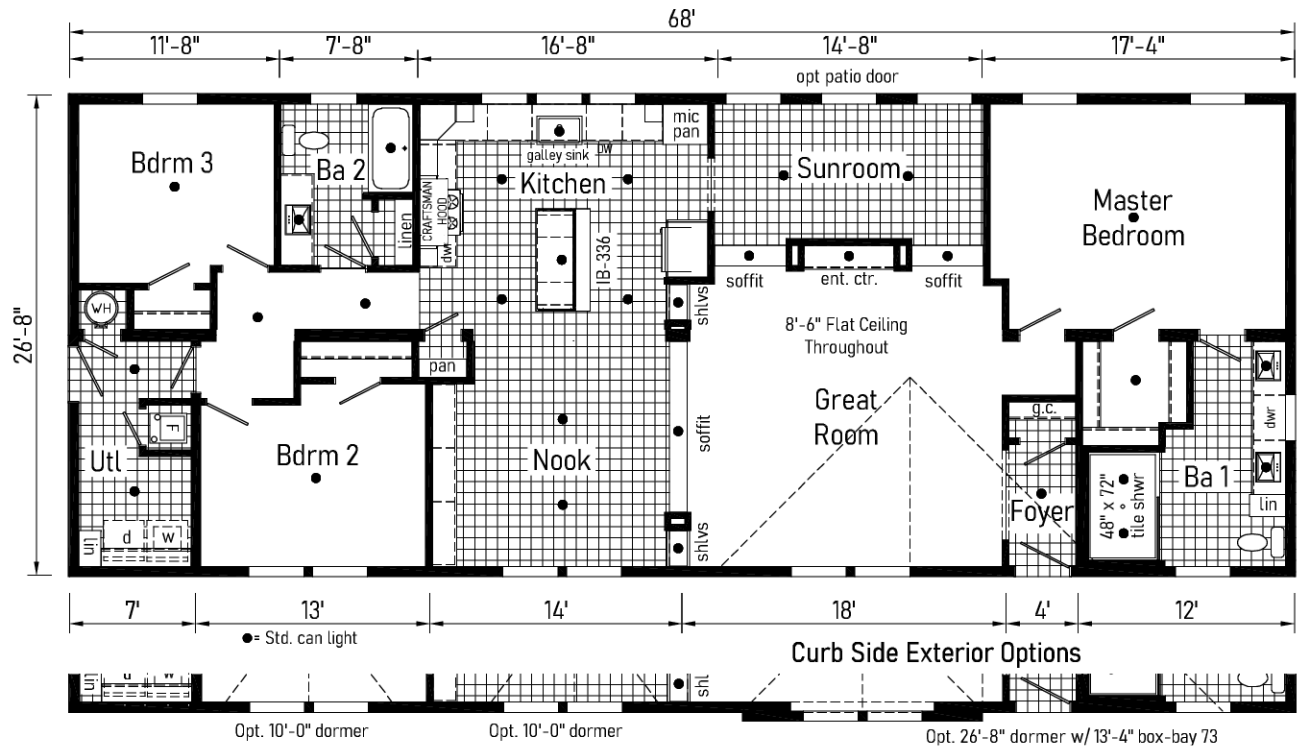 68'
11'-8" 7'-8" 16'-8" 14'-8" 17'-4"
opt patio door
26'-8"
Bdrm 3
Ba 2
linen
CRAFTSMAN
HOOD
dwr
galley sink
DW
Kitchen
IB-336
mic
pan
Sunroom
soffit
ent. ctr.
soffit
Master
Bedroom
WH
pan
shlvs
8'-6" Flat Ceiling
Throughout
Great
Room
soffit
g.c.
F
Utl
Bdrm 2
Nook
Foyer
48" x 72"
tile shwr
Ba 1
dwr
lin
lin
d
w
shlvs
7' 13' 14' 18' 4' 12'
● = Std. can light
Curb Side Exterior Options
Opt. 10'-0" dormer
Opt. 10'-0" dormer
Opt. 26'-8" dormer w/ 13'-4" box-bay 73